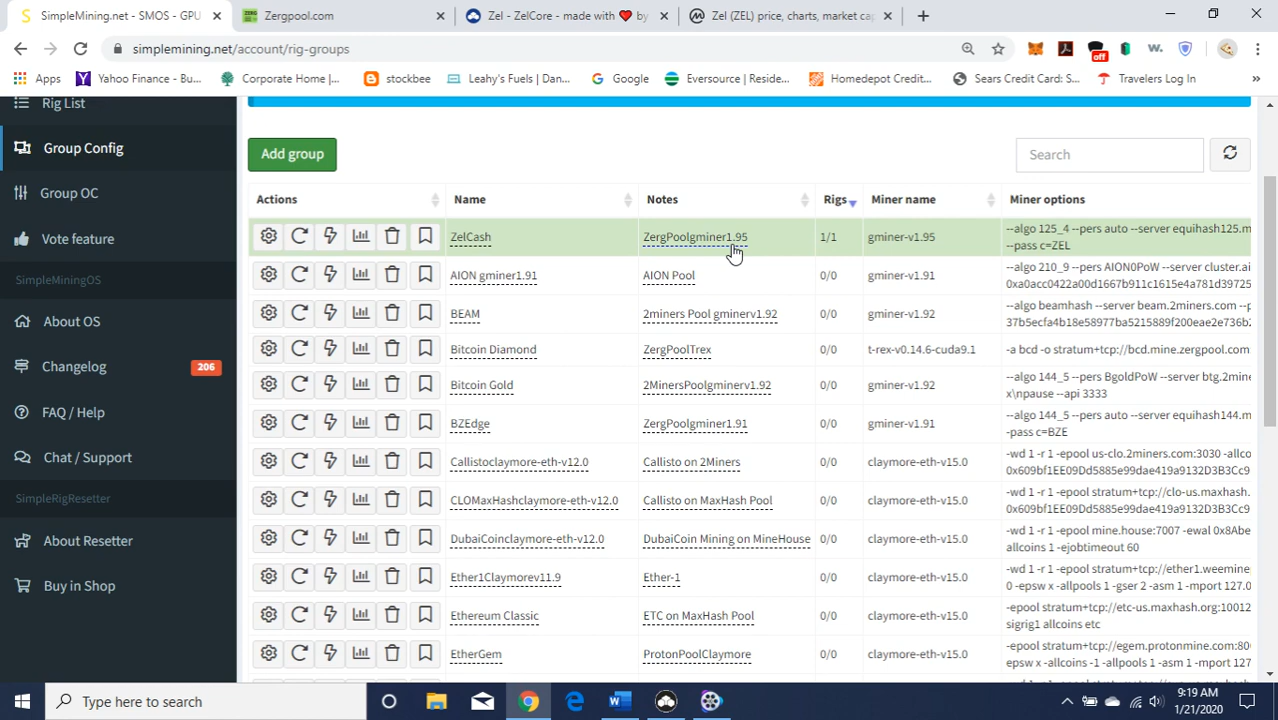 SimpleMining.net - SMOS - GPU
Zergpool.com
Zel - ZelCore - made with ❤ by
Zel (ZEL) price, charts, market cap
simplemining.net/account/rig-groups
off
w.
Apps
Yahoo Finance - Bu...
Corporate Home |...
stockbee
Leahy's Fuels | Dan...
Google
Eversource | Reside...
Homedepot Credit...
Sears Credit Card: S...
Travelers Log In
»
Rig List
Group Config
Group OC
Vote feature
SimpleMiningOS
About OS
Changelog
206
FAQ / Help
Chat / Support
SimpleRigResetter
About Resetter
Buy in Shop
Add group
Search
Actions Name Notes Rigs Miner name Miner options
ZelCash ZergPoolgminer1.95 1/1 gminer-v1.95 --algo 125_4 --pers auto --server equihash125.m
--pass c=ZEL
AION gminer1.91 AION Pool 0/0 gminer-v1.91 --algo 210_9 --pers AION0PoW --server cluster.ai
0xa0acc0422a00d1667b911c1615e4a781d39725
BEAM 2miners Pool gminerv1.92 0/0 gminer-v1.92 --algo beamhash --server beam.2miners.com --p
37b5ecfa4b18e58977ba5215889f200eae2e736b
Bitcoin Diamond ZergPoolTrex 0/0 t-rex-v0.14.6-cuda9.1 -a bcd -o stratum+tcp://bcd.mine.zergpool.com
Bitcoin Gold 2MinersPoolgminerv1.92 0/0 gminer-v1.92 --algo 144_5 --pers BgoldPoW --server btg.2mine
x\npause --api 3333
BZEdge ZergPoolgminer1.91 0/0 gminer-v1.91 --algo 144_5 --pers auto --server equihash144.m
-pass c=BZE
Callistoclaymore-eth-v12.0 Callisto on 2Miners 0/0 claymore-eth-v15.0 -wd 1 -r 1 -epool us-clo.2miners.com:3030 -allco
0x609bf1EE09Dd5885e99dae419a9132D3B3Cc9
CLOMaxHashclaymore-eth-v12.0 Callisto on MaxHash Pool 0/0 claymore-eth-v15.0 -wd 1 -r 1 -epool stratum+tcp://clo-us.maxhash.
0x609bf1EE09Dd5885e99dae419a9132D3B3Cc9
DubaiCoinclaymore-eth-v12.0 DubaiCoin Mining on MineHouse 0/0 claymore-eth-v15.0 -wd 1 -r 1 -epool mine.house:7007 -ewal 0x8Abe
allcoins 1 -ejobtimeout 60
Ether1Claymorev11.9 Ether-1 0/0 claymore-eth-v15.0 -wd 1 -r 1 -epool stratum+tcp://ether1.weeminer
0 -epsw x -allpools 1 -gser 2 -asm 1 -mport 127.0
Ethereum Classic ETC on MaxHash Pool 0/0 claymore-eth-v15.0 -epool stratum+tcp://etc-us.maxhash.org:10012
sigrig1 allcoins etc
EtherGem ProtonPoolClaymore 0/0 claymore-eth-v15.0 -epool stratum+tcp://egem.protonmine.com:80
epsw x -allcoins -1 -allpools 1 -asm 1 -mport 127
Type here to search
9:19 AM
1/21/2020